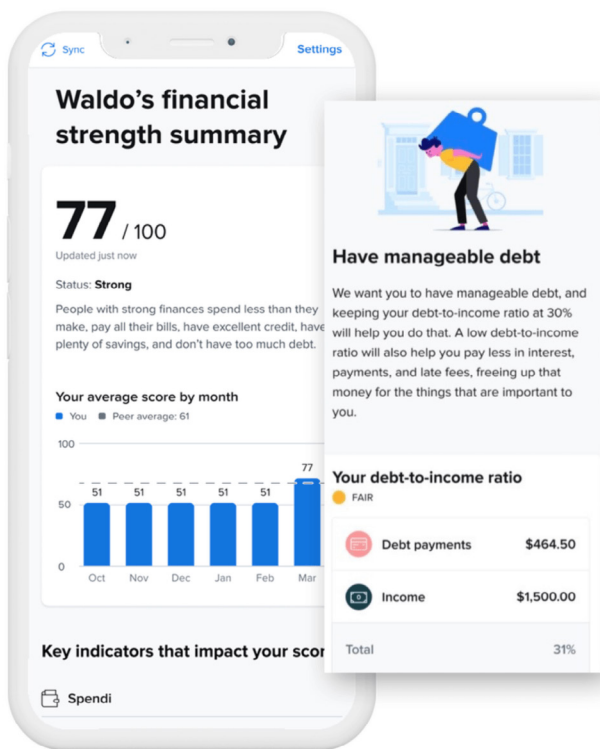 Sync
Settings
Waldo's financial
strength summary
77 / 100
Updated just now
Status: Strong
People with strong finances spend less than they
make, pay all their bills, have excellent credit, have
plenty of savings, and don't have too much debt.
Your average score by month
You
Peer average: 61
100
50
0
51
51
51
51
51
77
Oct
Nov
Dec
Jan
Feb
Mar
Key indicators that impact your scor
Spendi
Have manageable debt
We want you to have manageable debt, and
keeping your debt-to-income ratio at 30%
will help you do that. A low debt-to-income
ratio will also help you pay less in interest,
payments, and late fees, freeing up that
money for the things that are important to
you.
Your debt-to-income ratio
FAIR
Debt payments $464.50
Income $1,500.00
Total 31%